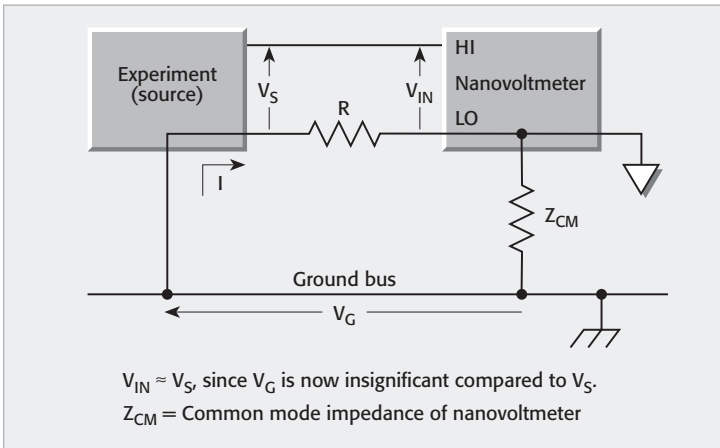 Experiment
(source)
HI
Nanovoltmeter
LO
V_S
V_IN
R
I
Z_CM
Ground bus
V_G
V_IN ≈ V_S, since V_G is now insignificant compared to V_S.
Z_CM = Common mode impedance of nanovoltmeter